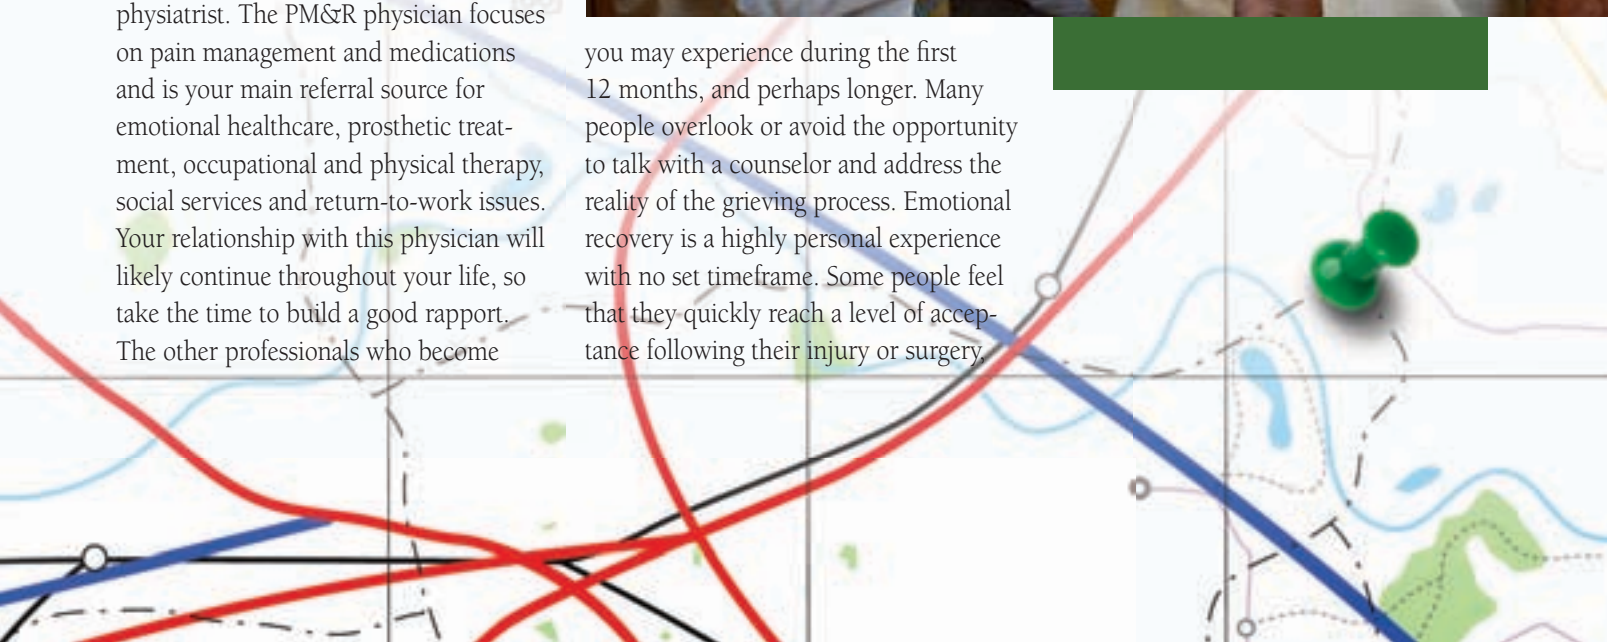 physiatrist. The PM&R physician focuses
on pain management and medications
and is your main referral source for
emotional healthcare, prosthetic treat-
ment, occupational and physical therapy,
social services and return-to-work issues.
Your relationship with this physician will
likely continue throughout your life, so
take the time to build a good rapport.
The other professionals who become
you may experience during the first
12 months, and perhaps longer. Many
people overlook or avoid the opportunity
to talk with a counselor and address the
reality of the grieving process. Emotional
recovery is a highly personal experience
with no set timeframe. Some people feel
that they quickly reach a level of accep-
tance following their injury or surgery,